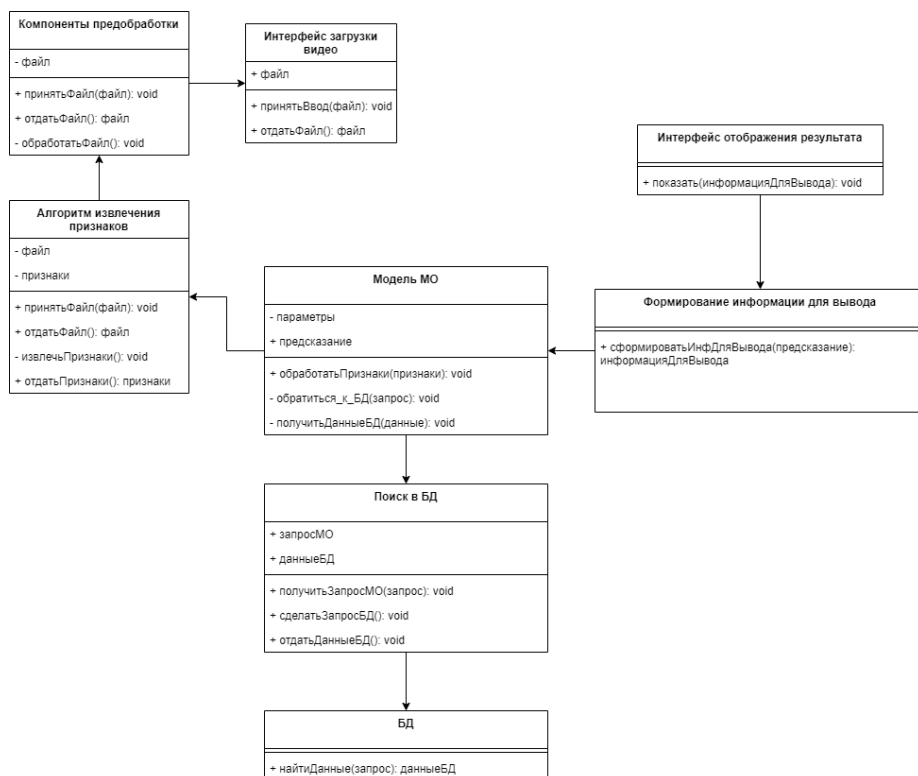 Компоненты предобработки
- файл
+ принятьФайл(файл): void
+ отдатьФайл(): файл
- обработатьФайл(): void
Интерфейс загрузки
видео
+ файл
+ принятьВвод(файл): void
+ отдатьФайл(): файл
Интерфейс отображения результата
+ показать(информацияДляВывода): void
Алгоритм извлечения
признаков
- файл
- признаки
+ принятьФайл(файл): void
+ отдатьФайл(): файл
- извлечьПризнаки(): void
+ отдатьПризнаки(): признаки
Модель МО
- параметры
+ предсказание
+ обработатьПризнаки(признаки): void
- обратиться_к_БД(запрос): void
- получитьДанныеБД(данные): void
Формирование информации для вывода
+ сформироватьИнфДляВывода(предсказание):
информацияДляВывода
Поиск в БД
+ запросМО
+ данныеБД
+ получитьЗапросМО(запрос): void
+ сделатьЗапросБД(): void
+ отдатьДанныеБД(): void
БД
+ найтиДанные(запрос): данныеБД